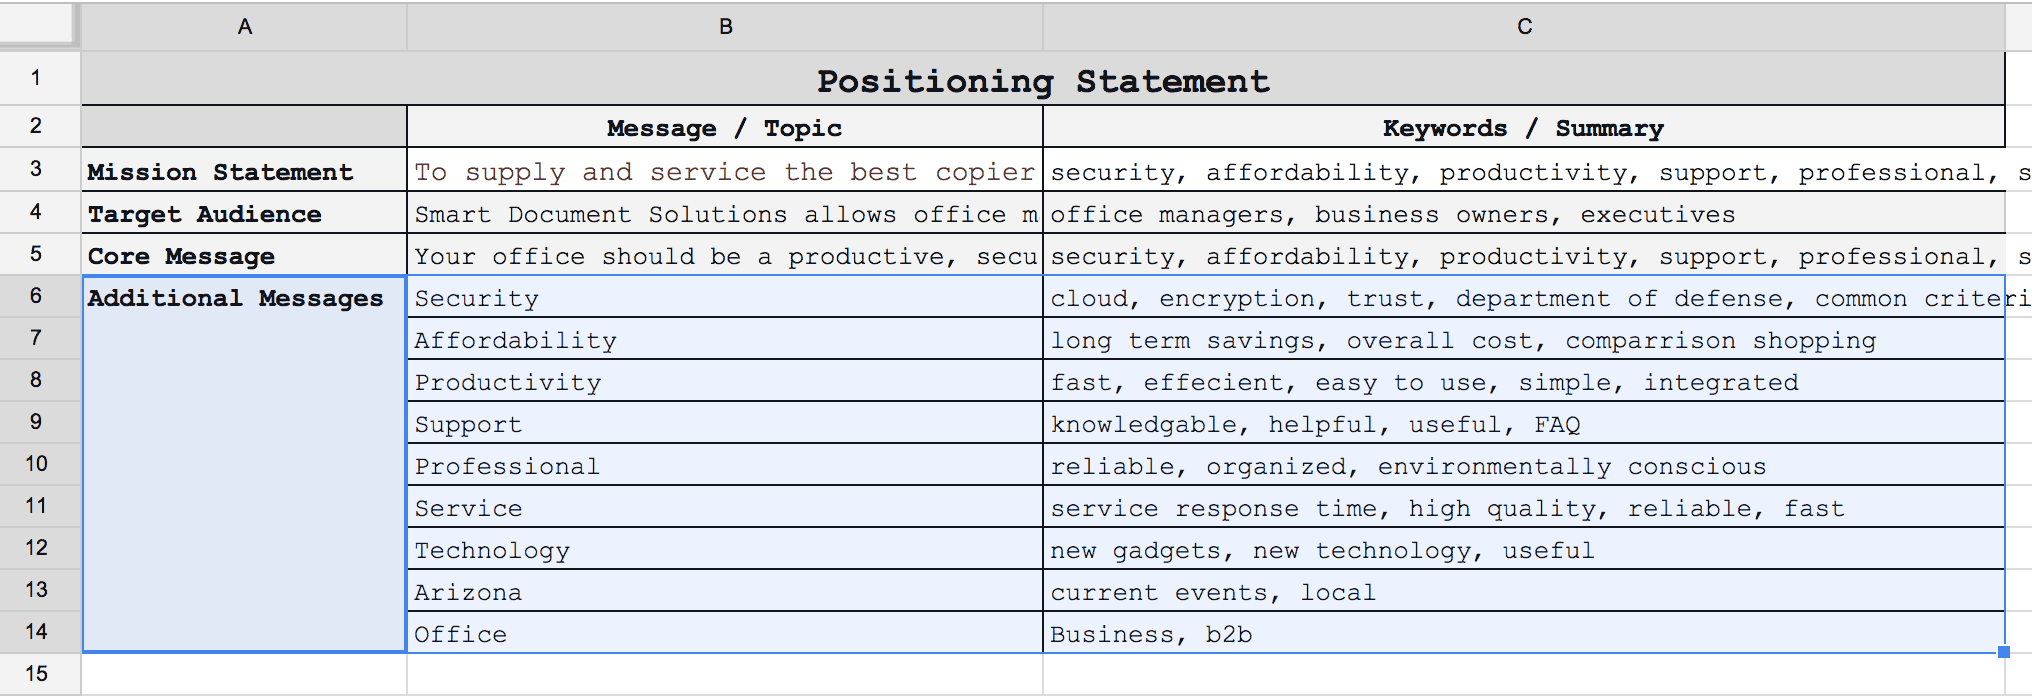 A B C
1 Positioning Statement
2 Message / Topic Keywords / Summary
3 Mission Statement To supply and service the best copier security, affordability, productivity, support, professional, s
4 Target Audience Smart Document Solutions allows office m office managers, business owners, executives
5 Core Message Your office should be a productive, secu security, affordability, productivity, support, professional, s
6 Additional Messages Security cloud, encryption, trust, department of defense, common criteri
7 Affordability long term savings, overall cost, comparrison shopping
8 Productivity fast, effecient, easy to use, simple, integrated
9 Support knowledgable, helpful, useful, FAQ
10 Professional reliable, organized, environmentally conscious
11 Service service response time, high quality, reliable, fast
12 Technology new gadgets, new technology, useful
13 Arizona current events, local
14 Office Business, b2b
15